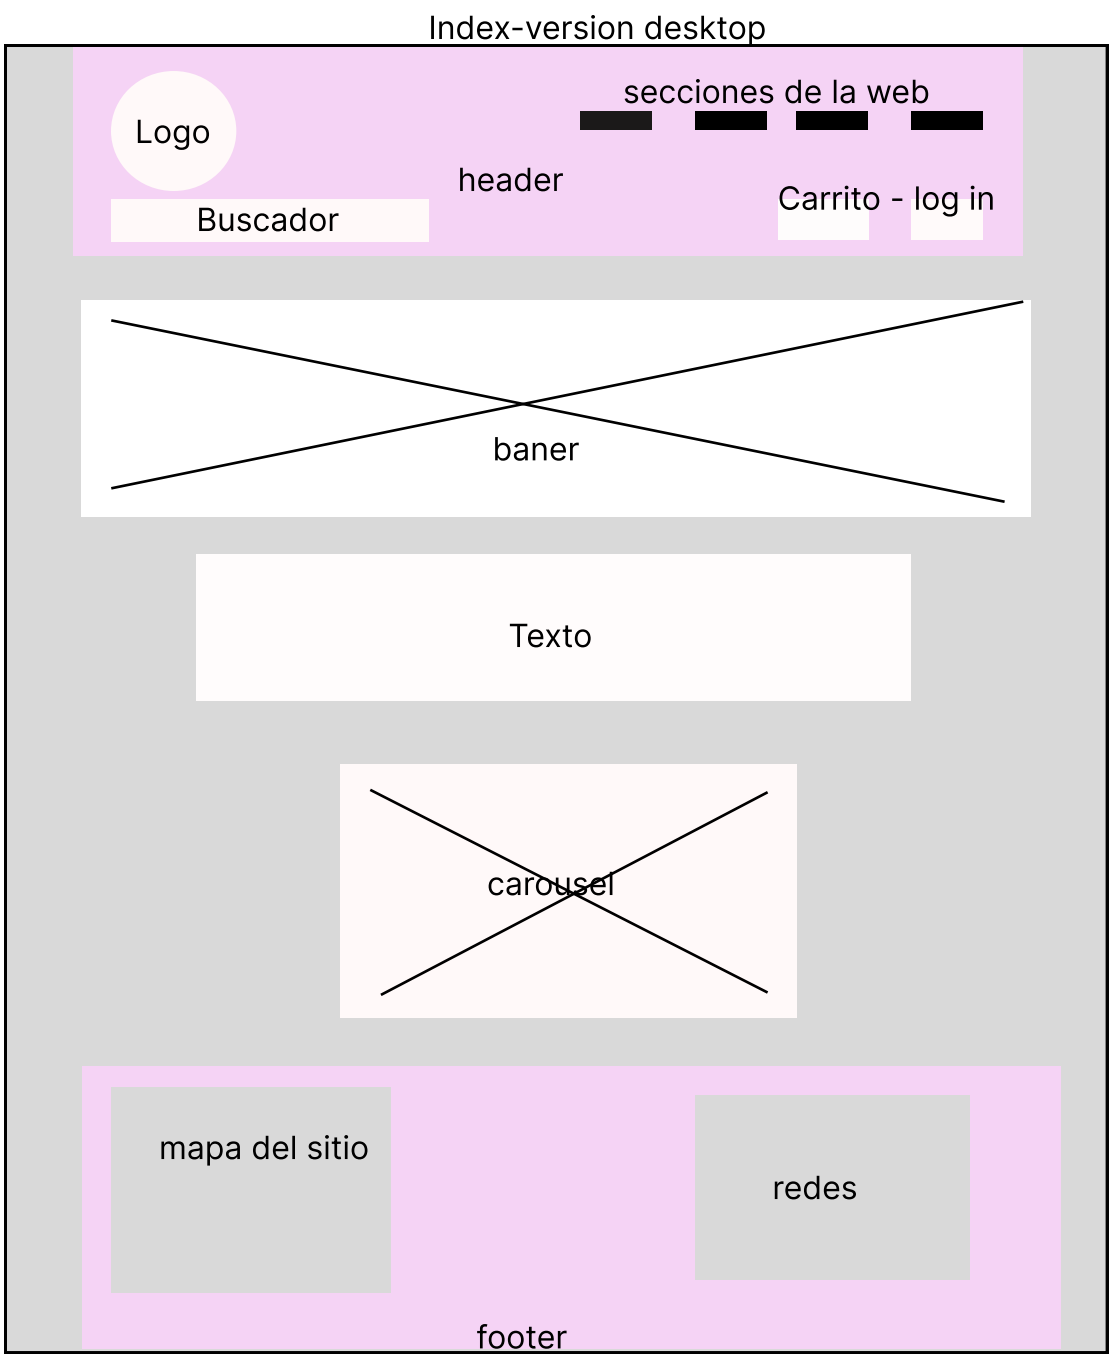 Index-version desktop
secciones de la web
Logo
header
Carrito - log in
Buscador
baner
Texto
carousel
mapa del sitio
redes
footer